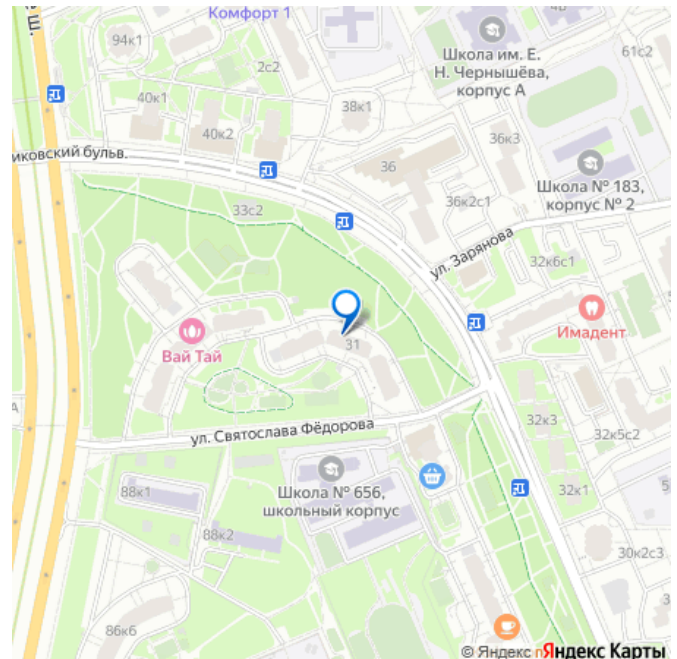 Комфорт 1
е Ш.
94к1
2с2
Школа им. Е.
Н. Чернышёва,
корпус А
61с2
40к1
38к1
40к2
36к3
иковский бульв.
36
Школа № 183,
корпус № 2
36к2с1
33с2
ул. Зарянова
32к6с1
Имадент
Вай Тай
31
ул. Святослава Фёдорова
32к3
32к5с2
Школа № 656,
школьный корпус
88к1
32к1
5
88к2
30к2с3
3
86к6
© Яндекс п Яндекс Карты